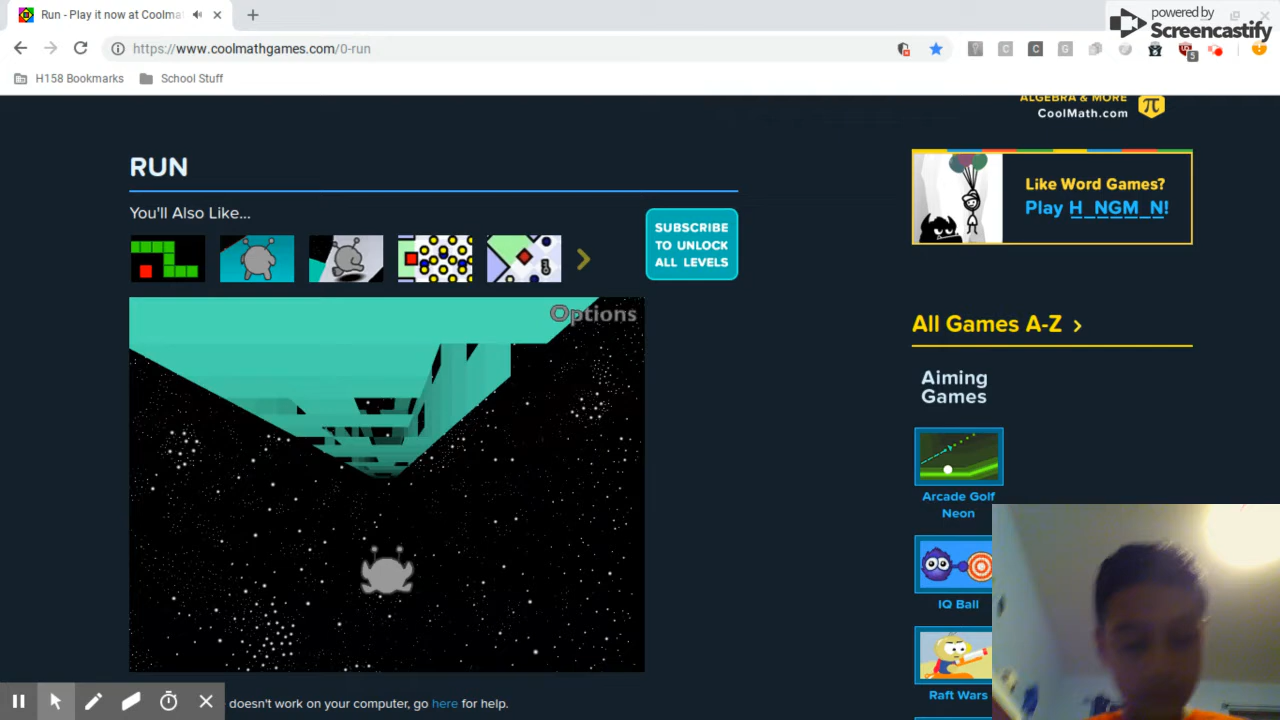 Run - Play it now at Coolma
powered by
Screencastify
https://www.coolmathgames.com/0-run
5
H158 Bookmarks
School Stuff
ALGEBRA & MORE
CoolMath.com
RUN
You'll Also Like...
SUBSCRIBE
TO UNLOCK
ALL LEVELS
Like Word Games?
Play H_NGM_N!
Options
All Games A-Z
Aiming
Games
Arcade Golf
Neon
IQ Ball
Raft Wars
doesn't work on your computer, go here for help.